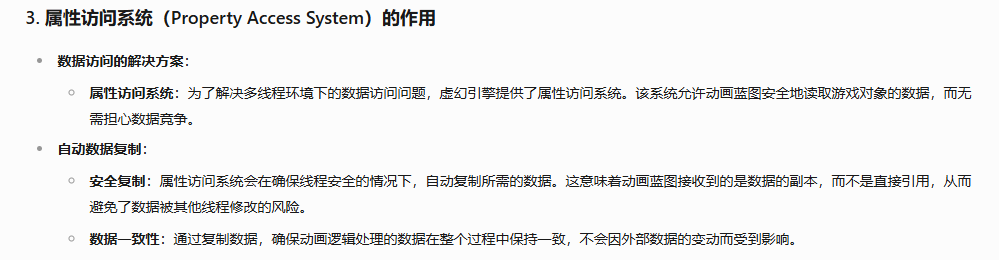 3. 属性访问系统（Property Access System）的作用
数据访问的解决方案：
属性访问系统：为了解决多线程环境下的数据访问问题，虚幻引擎提供了属性访问系统。该系统允许动画蓝图安全地读取游戏对象的数据，而无
需担心数据竞争。
自动数据复制：
安全复制：属性访问系统会在确保线程安全的情况下，自动复制所需的数据。这意味着动画蓝图接收到的是数据的副本，而不是直接引用，从而
避免了数据被其他线程修改的风险。
数据一致性：通过复制数据，确保动画逻辑处理的数据在整个过程中保持一致，不会因外部数据的变动而受到影响。